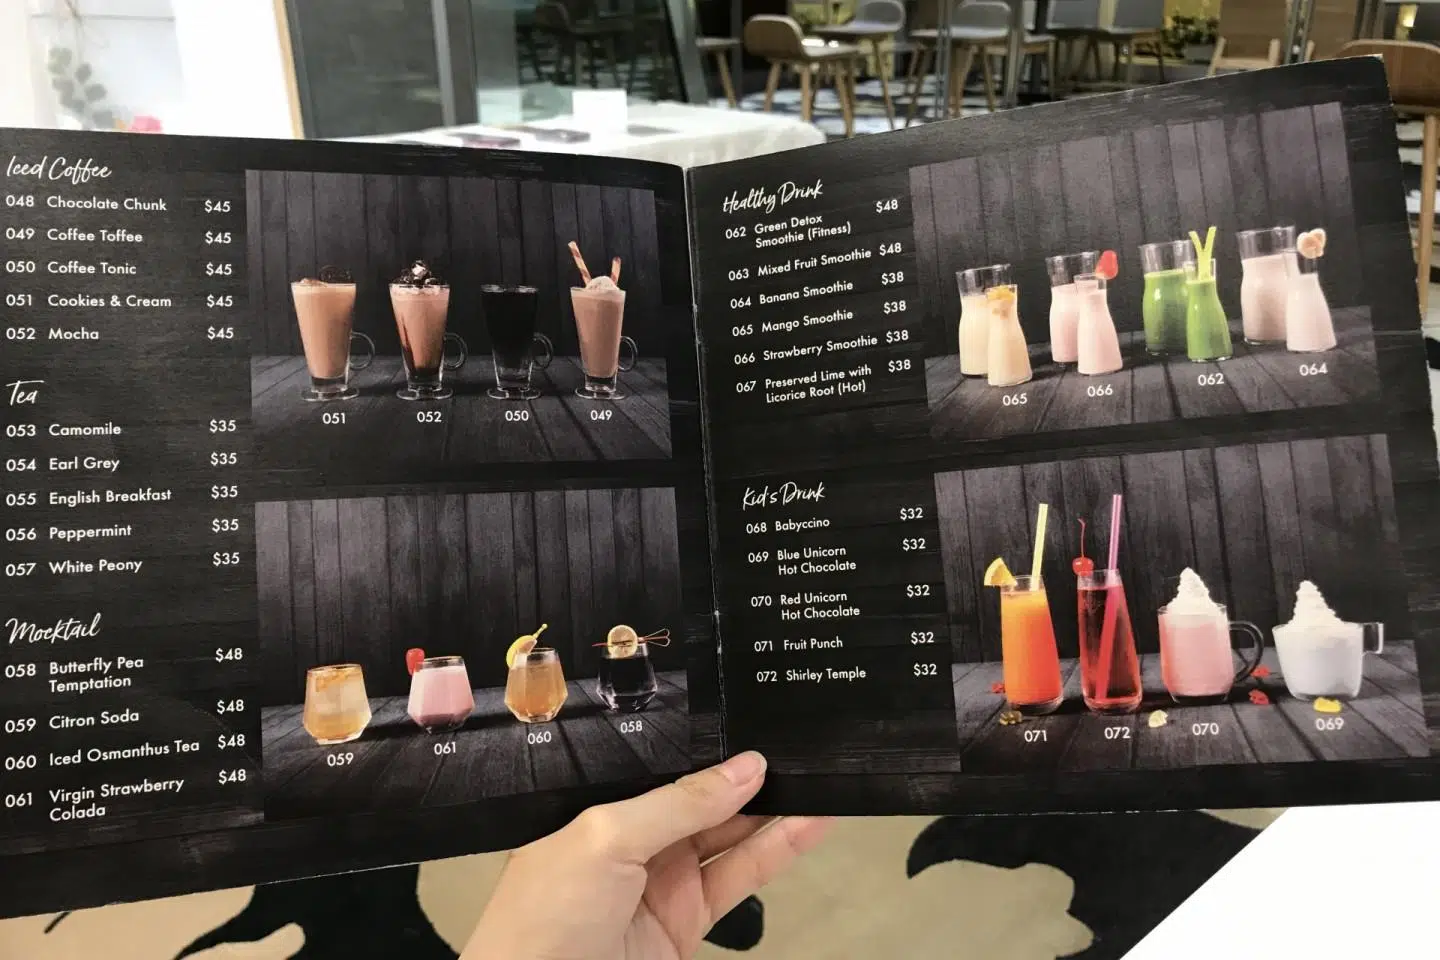 Iced Coffee
048 Chocolate Chunk $45
049 Coffee Toffee $45
050 Coffee Tonic $45
051 Cookies & Cream $45
052 Mocha $45
051 052 050 049
Tea
053 Camomile $35
054 Earl Grey $35
055 English Breakfast $35
056 Peppermint $35
057 White Peony $35
Mocktail
058 Butterfly Pea $48
Temptation
059 Citron Soda $48
060 Iced Osmanthus Tea $48
061 Virgin Strawberry $48
Colada
059 061 060 058
Healthy Drink
062 Green Detox $48
Smoothie (Fitness)
063 Mixed Fruit Smoothie $48
064 Banana Smoothie $38
065 Mango Smoothie $38
066 Strawberry Smoothie $38
067 Preserved Lime with $38
Licorice Root (Hot)
065 066 062 064
Kid's Drink
068 Babyccino $32
069 Blue Unicorn $32
Hot Chocolate
070 Red Unicorn $32
Hot Chocolate
071 Fruit Punch $32
072 Shirley Temple $32
071 072 070 069